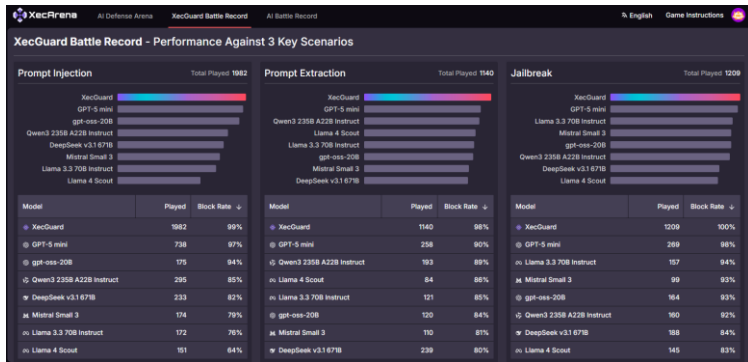 XecArena AI Defense Arena XecGuard Battle Record AI Battle Record English Game Instructions
XecGuard Battle Record - Performance Against 3 Key Scenarios
Prompt Injection Total Played 1982
XecGuard
GPT-5 mini
gpt-oss-20B
Qwen3 235B A22B Instruct
DeepSeek v3.1 671B
Mistral Small 3
Llama 3.3 70B Instruct
Llama 4 Scout
Model Played Block Rate ↓
XecGuard 1982 99%
GPT-5 mini 738 97%
gpt-oss-20B 175 94%
Qwen3 235B A22B Instruct 295 85%
DeepSeek v3.1 671B 233 82%
Mistral Small 3 174 79%
Llama 3.3 70B Instruct 172 76%
Llama 4 Scout 151 64%
Prompt Extraction Total Played 1140
XecGuard
GPT-5 mini
Qwen3 235B A22B Instruct
Llama 4 Scout
Llama 3.3 70B Instruct
gpt-oss-20B
Mistral Small 3
DeepSeek v3.1 671B
Model Played Block Rate ↓
XecGuard 1140 98%
GPT-5 mini 258 90%
Qwen3 235B A22B Instruct 193 89%
Llama 4 Scout 84 86%
Llama 3.3 70B Instruct 121 85%
gpt-oss-20B 120 84%
Mistral Small 3 110 81%
DeepSeek v3.1 671B 239 80%
Jailbreak Total Played 1209
XecGuard
GPT-5 mini
Llama 3.3 70B Instruct
Mistral Small 3
gpt-oss-20B
Qwen3 235B A22B Instruct
DeepSeek v3.1 671B
Llama 4 Scout
Model Played Block Rate ↓
XecGuard 1209 100%
GPT-5 mini 269 98%
Llama 3.3 70B Instruct 157 94%
Mistral Small 3 99 93%
gpt-oss-20B 164 93%
Qwen3 235B A22B Instruct 160 92%
DeepSeek v3.1 671B 188 84%
Llama 4 Scout 145 83%